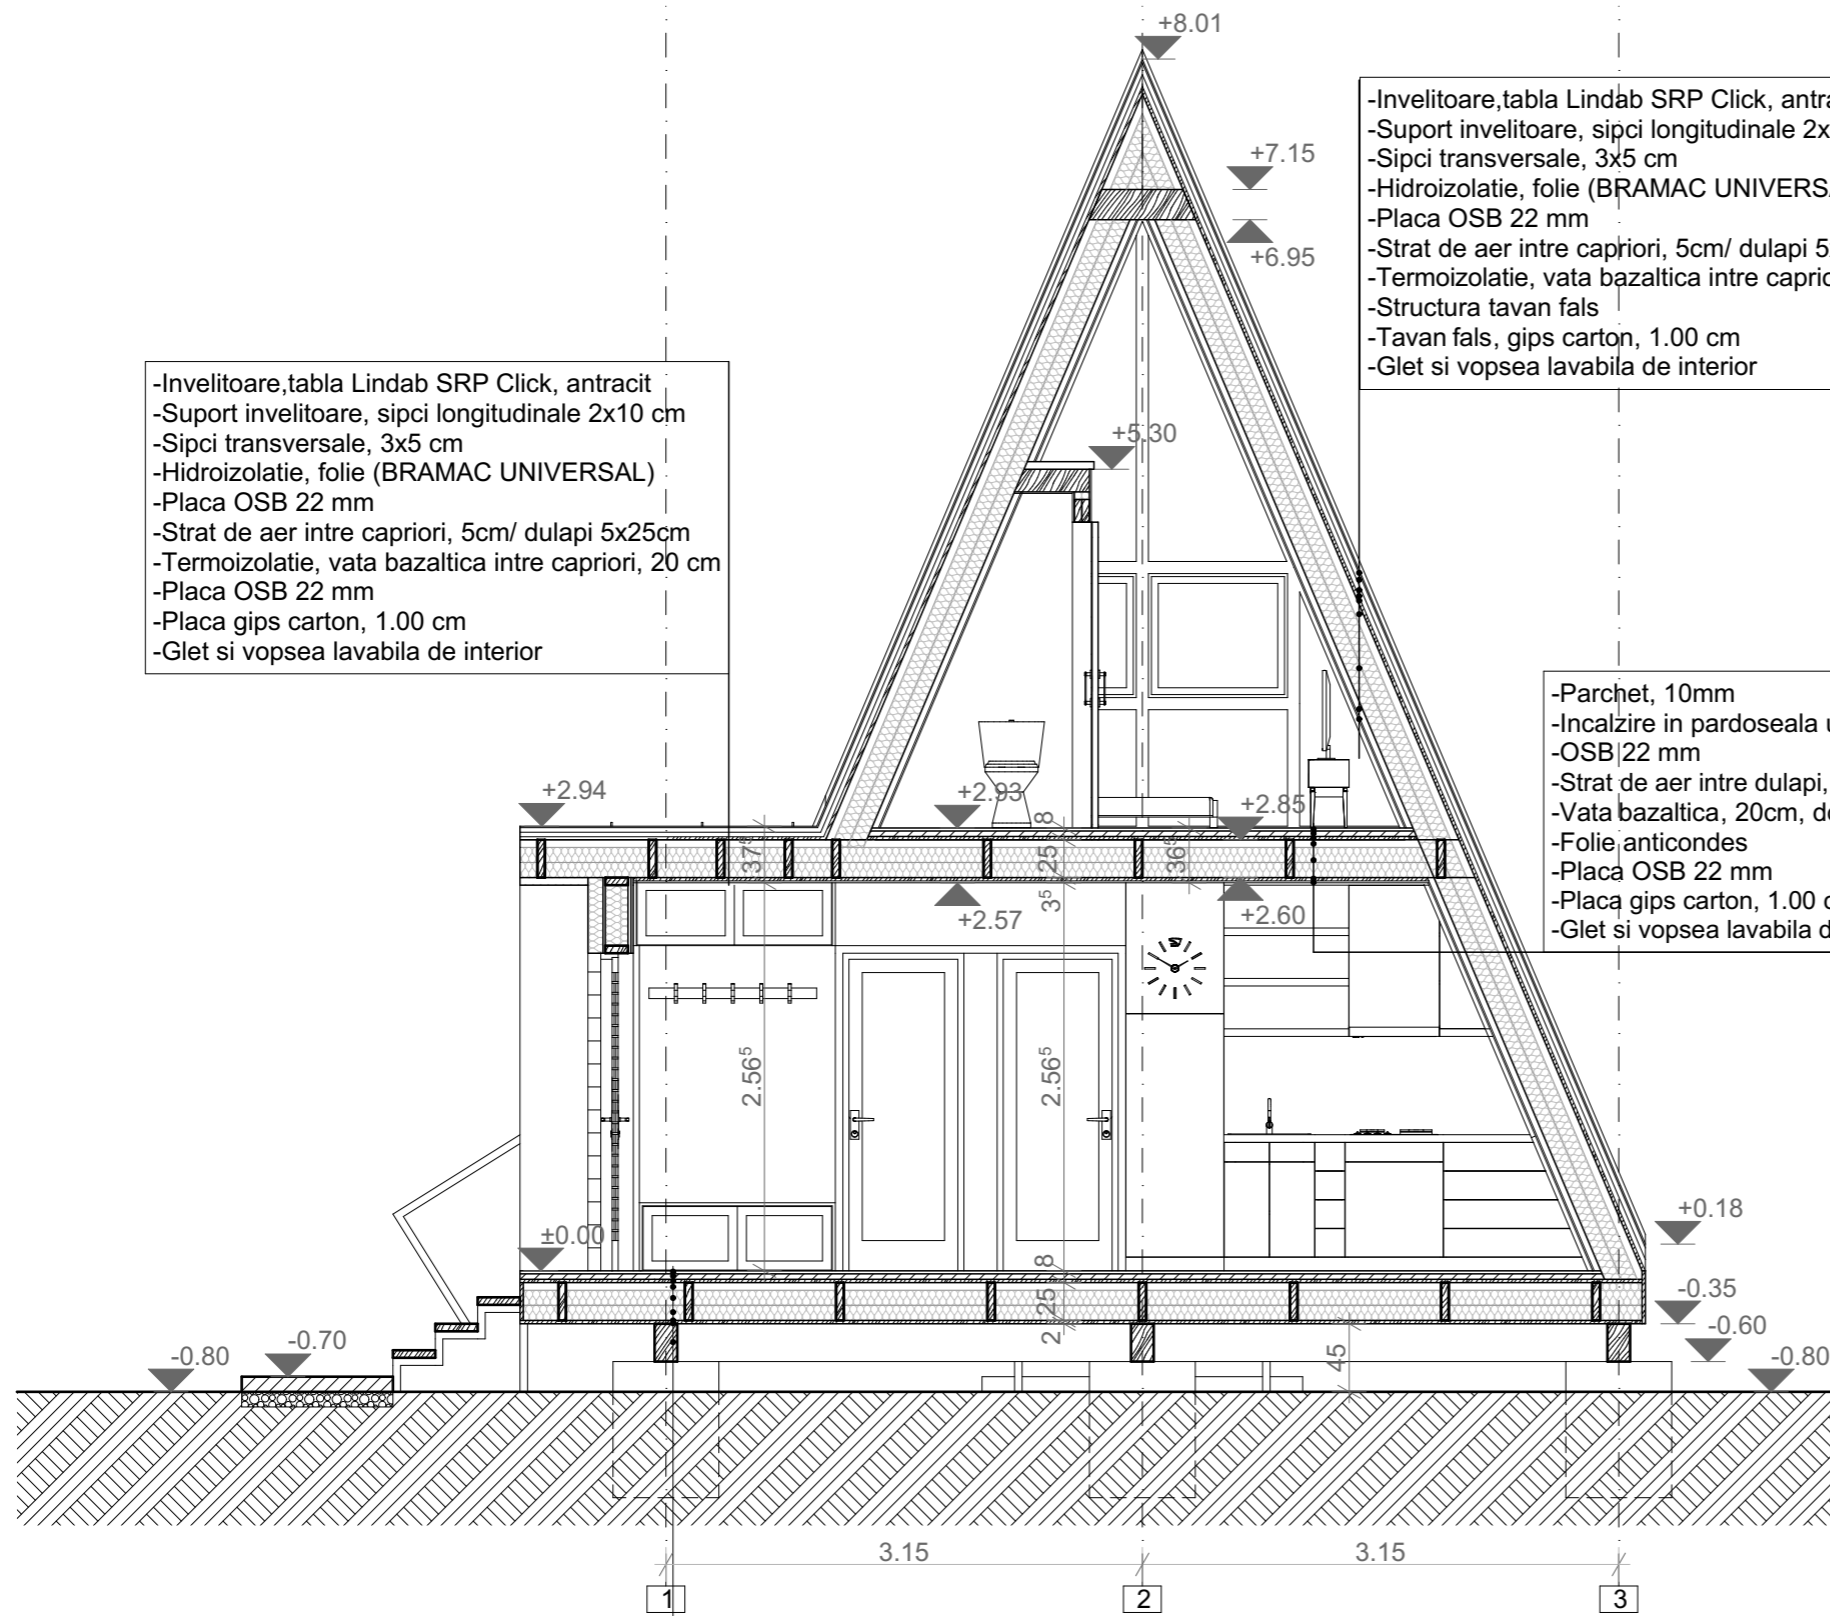 +8.01
-Invelitoare,tabla Lindab SRP Click, antra
-Suport invelitoare, sipci longitudinale 2x
-Sipci transversale, 3x5 cm
-Hidroizolatie, folie (BRAMAC UNIVERSA
-Placa OSB 22 mm
-Strat de aer intre capriori, 5cm/ dulapi 5x
-Termoizolatie, vata bazaltica intre caprio
-Structura tavan fals
-Tavan fals, gips carton, 1.00 cm
-Glet si vopsea lavabila de interior
+7.15
+6.95
-Invelitoare,tabla Lindab SRP Click, antracit
-Suport invelitoare, sipci longitudinale 2x10 cm
-Sipci transversale, 3x5 cm
-Hidroizolatie, folie (BRAMAC UNIVERSAL)
-Placa OSB 22 mm
-Strat de aer intre capriori, 5cm/ dulapi 5x25cm
-Termoizolatie, vata bazaltica intre capriori, 20 cm
-Placa OSB 22 mm
-Placa gips carton, 1.00 cm
-Glet si vopsea lavabila de interior
+5.30
-Parchet, 10mm
-Incalzire in pardoseala u
-OSB 22 mm
-Strat de aer intre dulapi,
-Vata bazaltica, 20cm, de
-Folie anticondes
-Placa OSB 22 mm
-Placa gips carton, 1.00 c
-Glet si vopsea lavabila d
+2.94
+2.93
+2.85
8
37⁵
25
36⁵
3⁵
+2.57
+2.60
2.56⁵
2.56⁵
+0.18
±0.00
8
25
2
-0.35
-0.60
45
-0.70
-0.80
-0.80
3.15
3.15
1
2
3